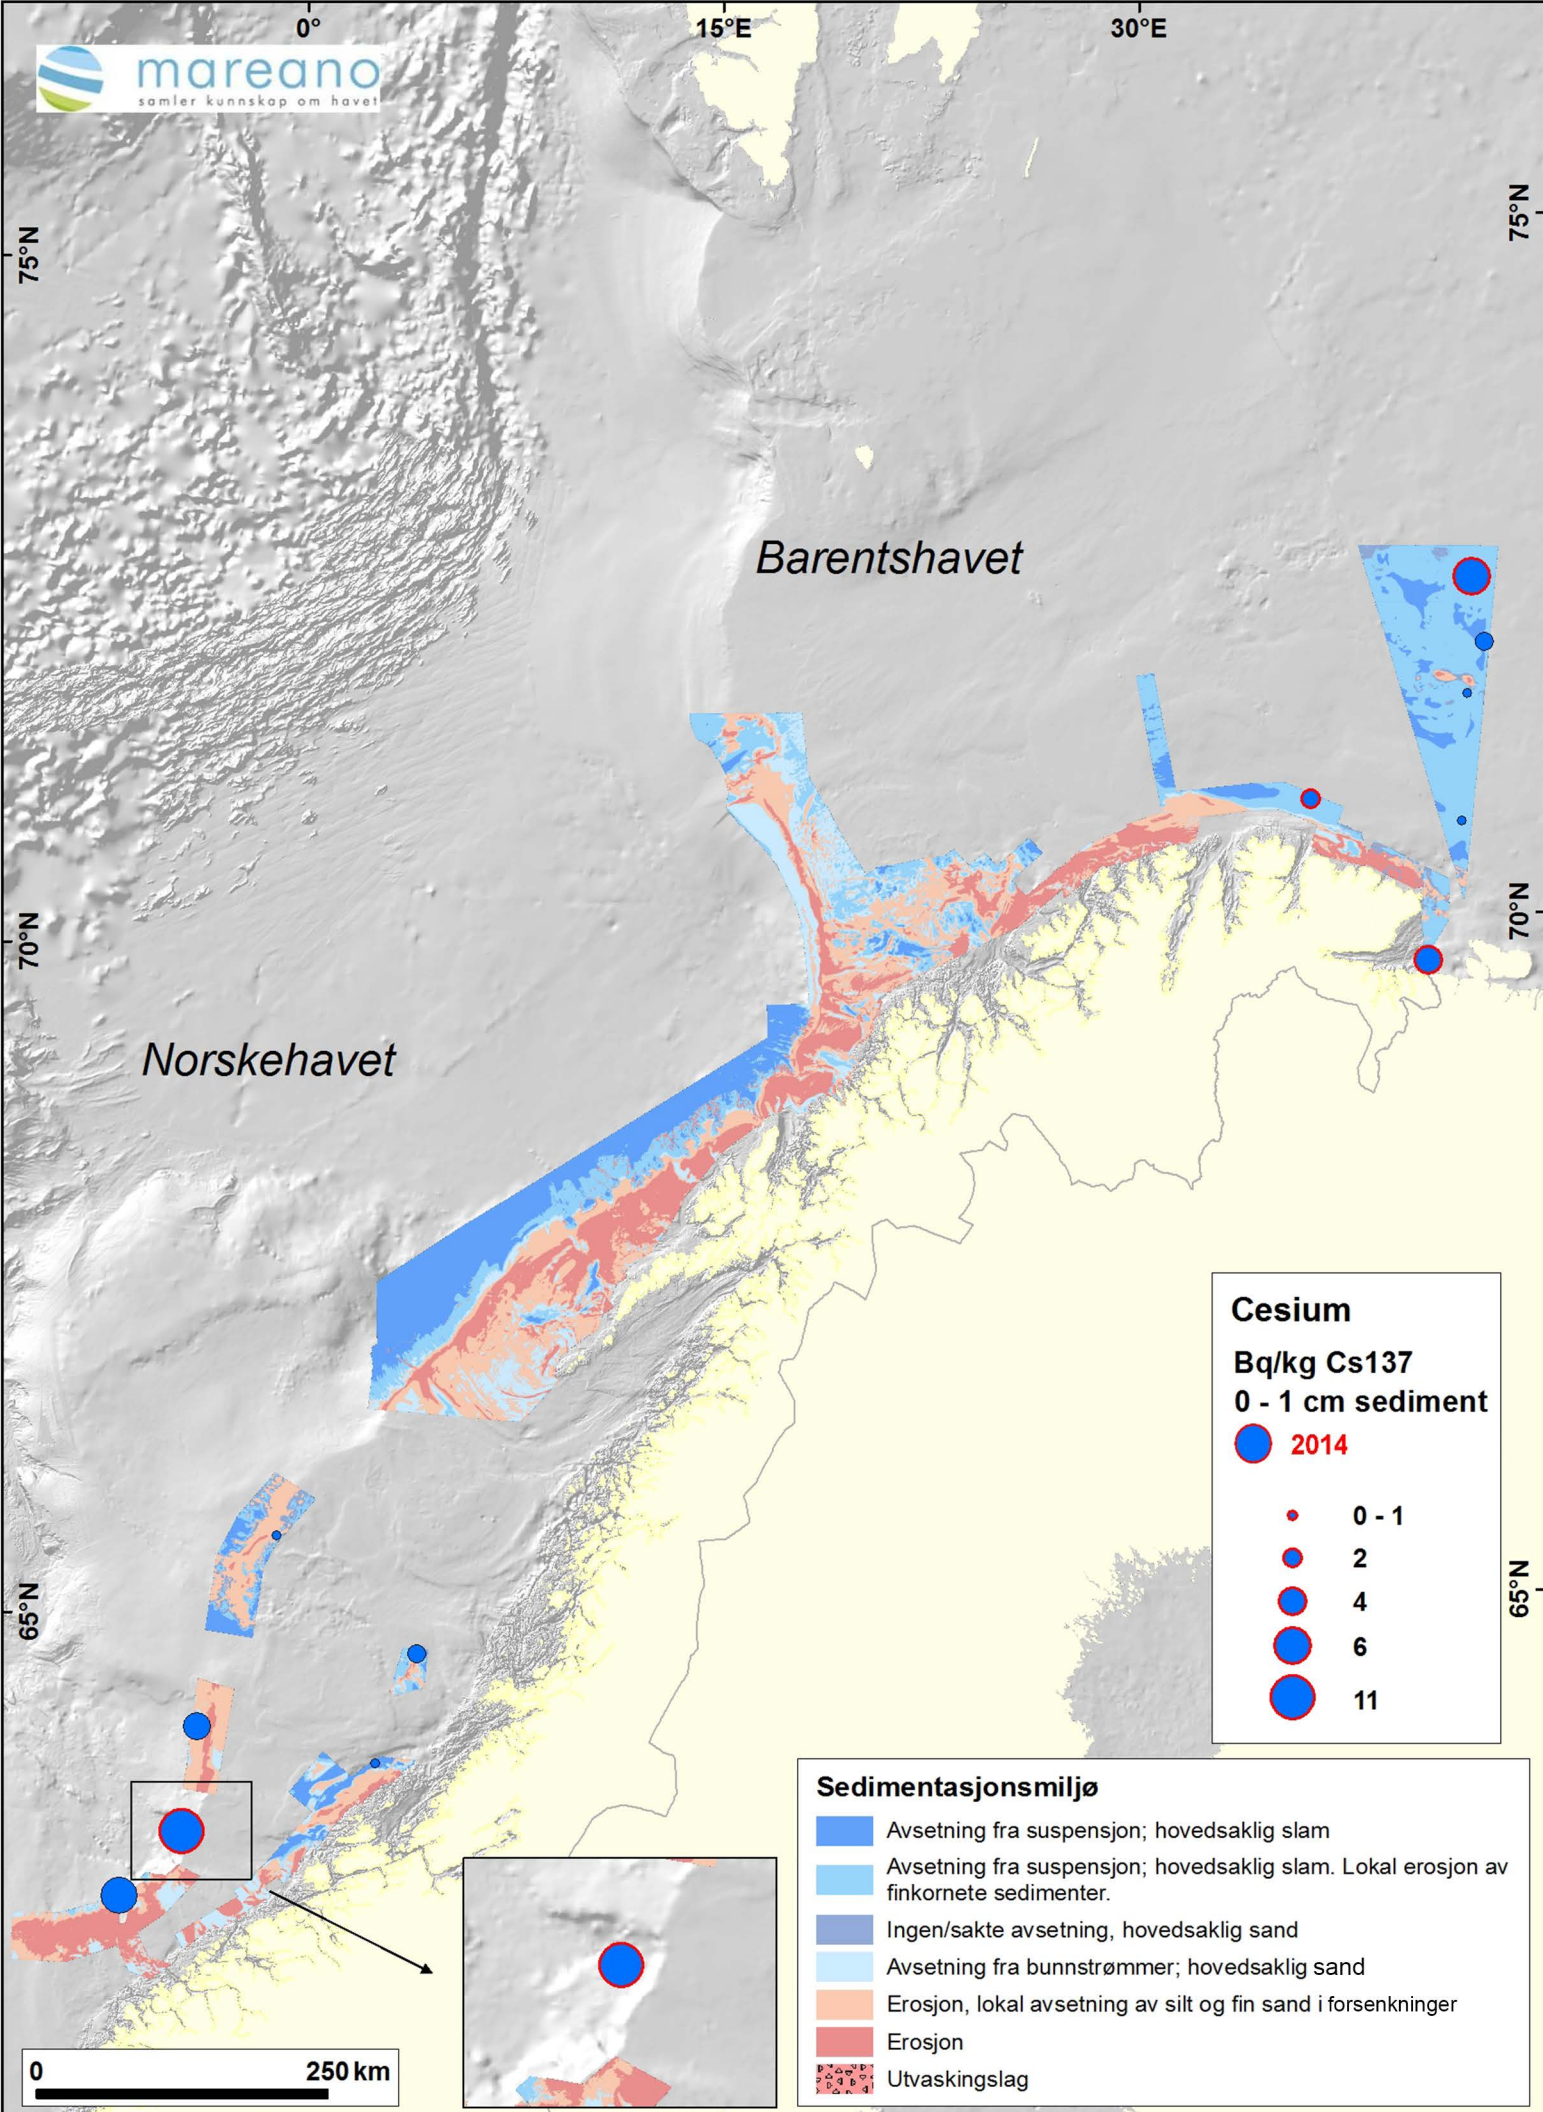 0°
15°E
30°E
mareano
samler kunnskap om havet
75°N
75°N
Barentshavet
70°N
70°N
Norskehavet
Cesium
Bq/kg Cs137
0 - 1 cm sediment
2014
0 - 1
2
4
6
11
65°N
65°N
Sedimentasjonsmiljø
Avsetning fra suspensjon; hovedsaklig slam
Avsetning fra suspensjon; hovedsaklig slam. Lokal erosjon av
finkornete sedimenter.
Ingen/sakte avsetning, hovedsaklig sand
Avsetning fra bunnstrømmer; hovedsaklig sand
Erosjon, lokal avsetning av silt og fin sand i forsenkninger
Erosjon
Utvaskingslag
0 250 km